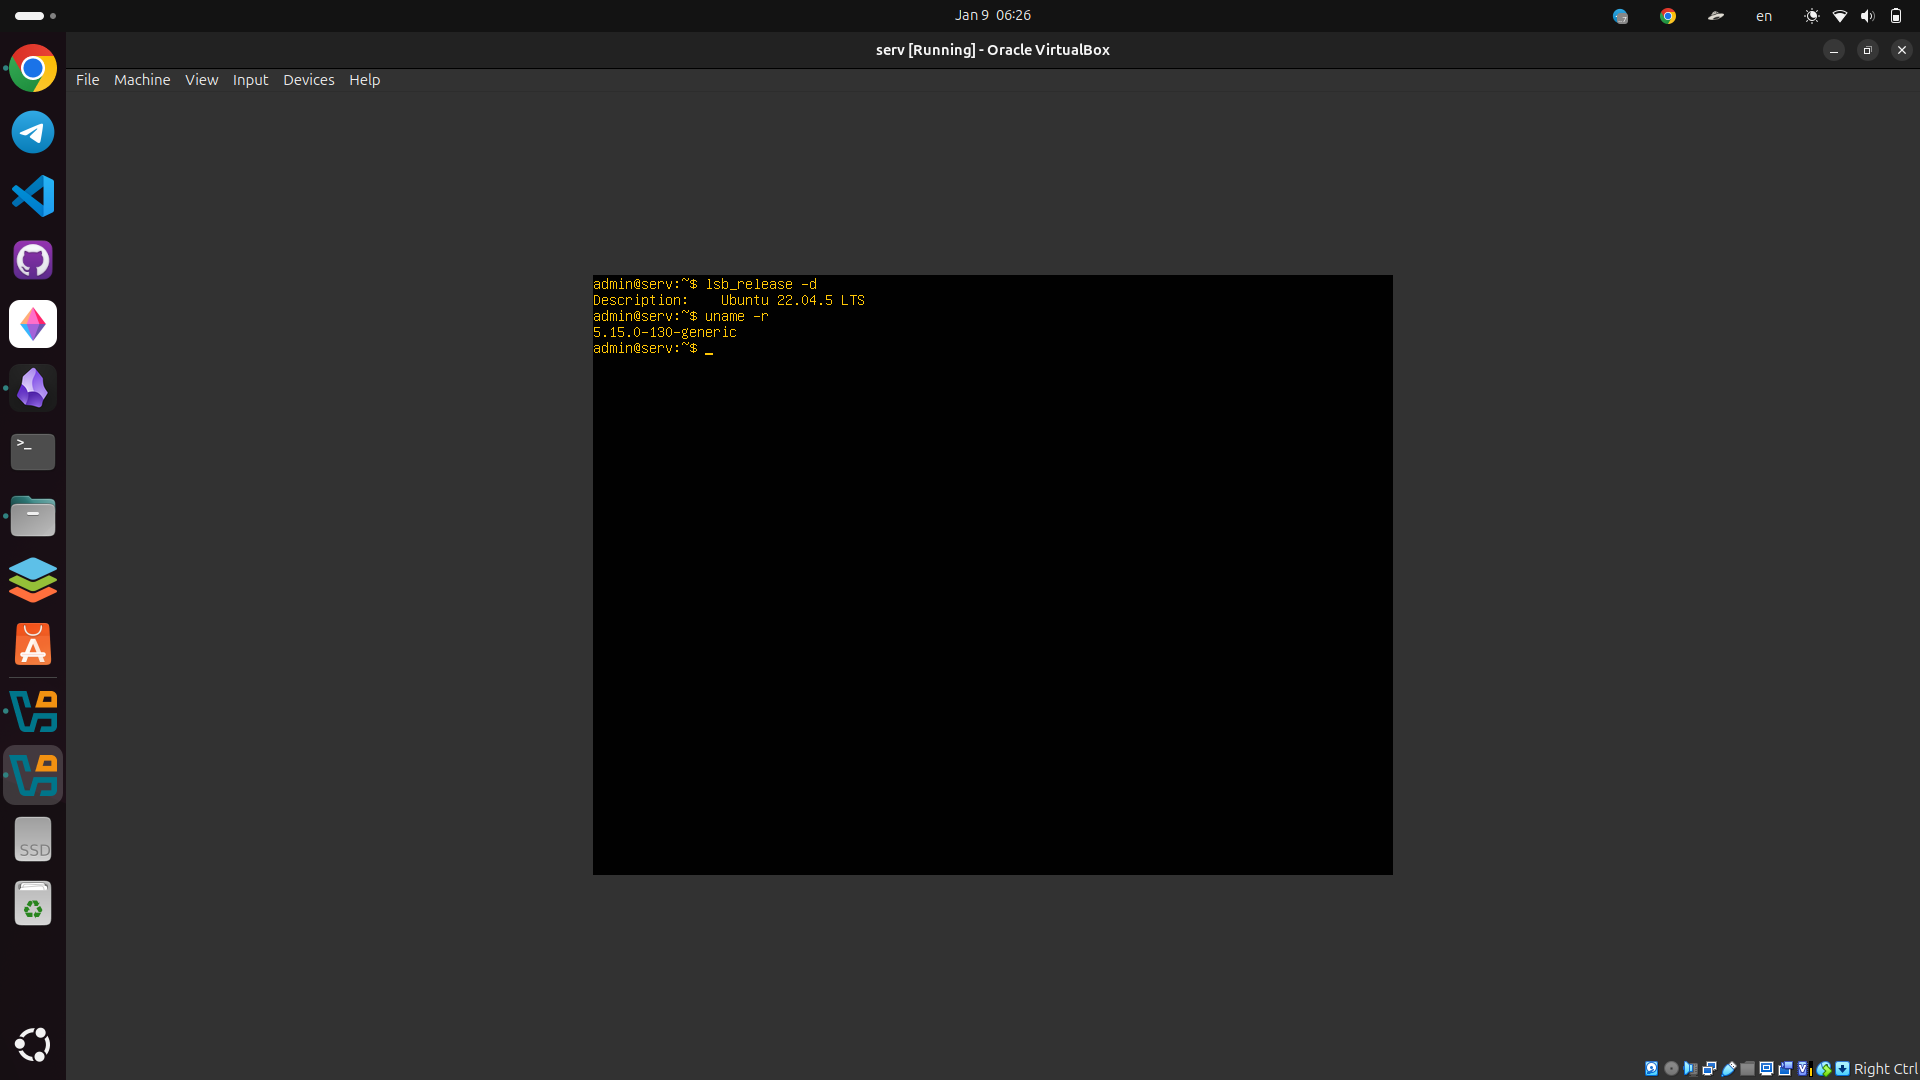 Jan 9 06:26
en
serv [Running] - Oracle VirtualBox
File Machine View Input Devices Help
admin@serv:~$ lsb_release -d
Description: Ubuntu 22.04.5 LTS
admin@serv:~$ uname -r
5.15.0-130-generic
admin@serv:~$ _
>_
SSD
Right Ctrl